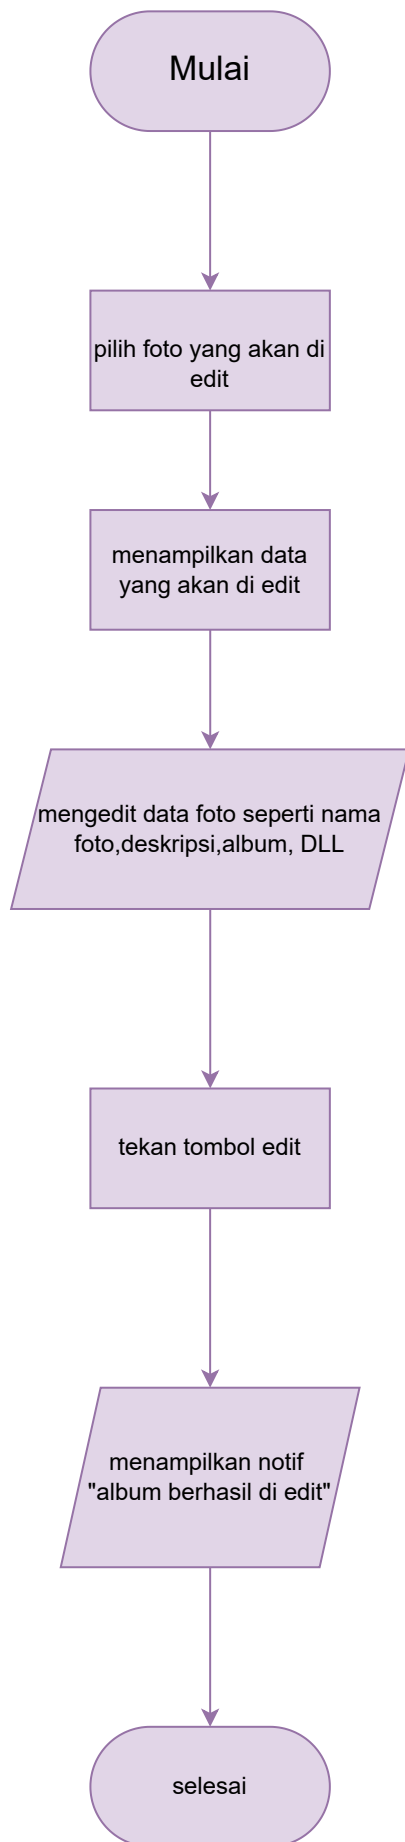 Mulai
pilih foto yang akan di
edit
menampilkan data
yang akan di edit
mengedit data foto seperti nama
foto,deskripsi,album, DLL
tekan tombol edit
menampilkan notif
"album berhasil di edit"
selesai